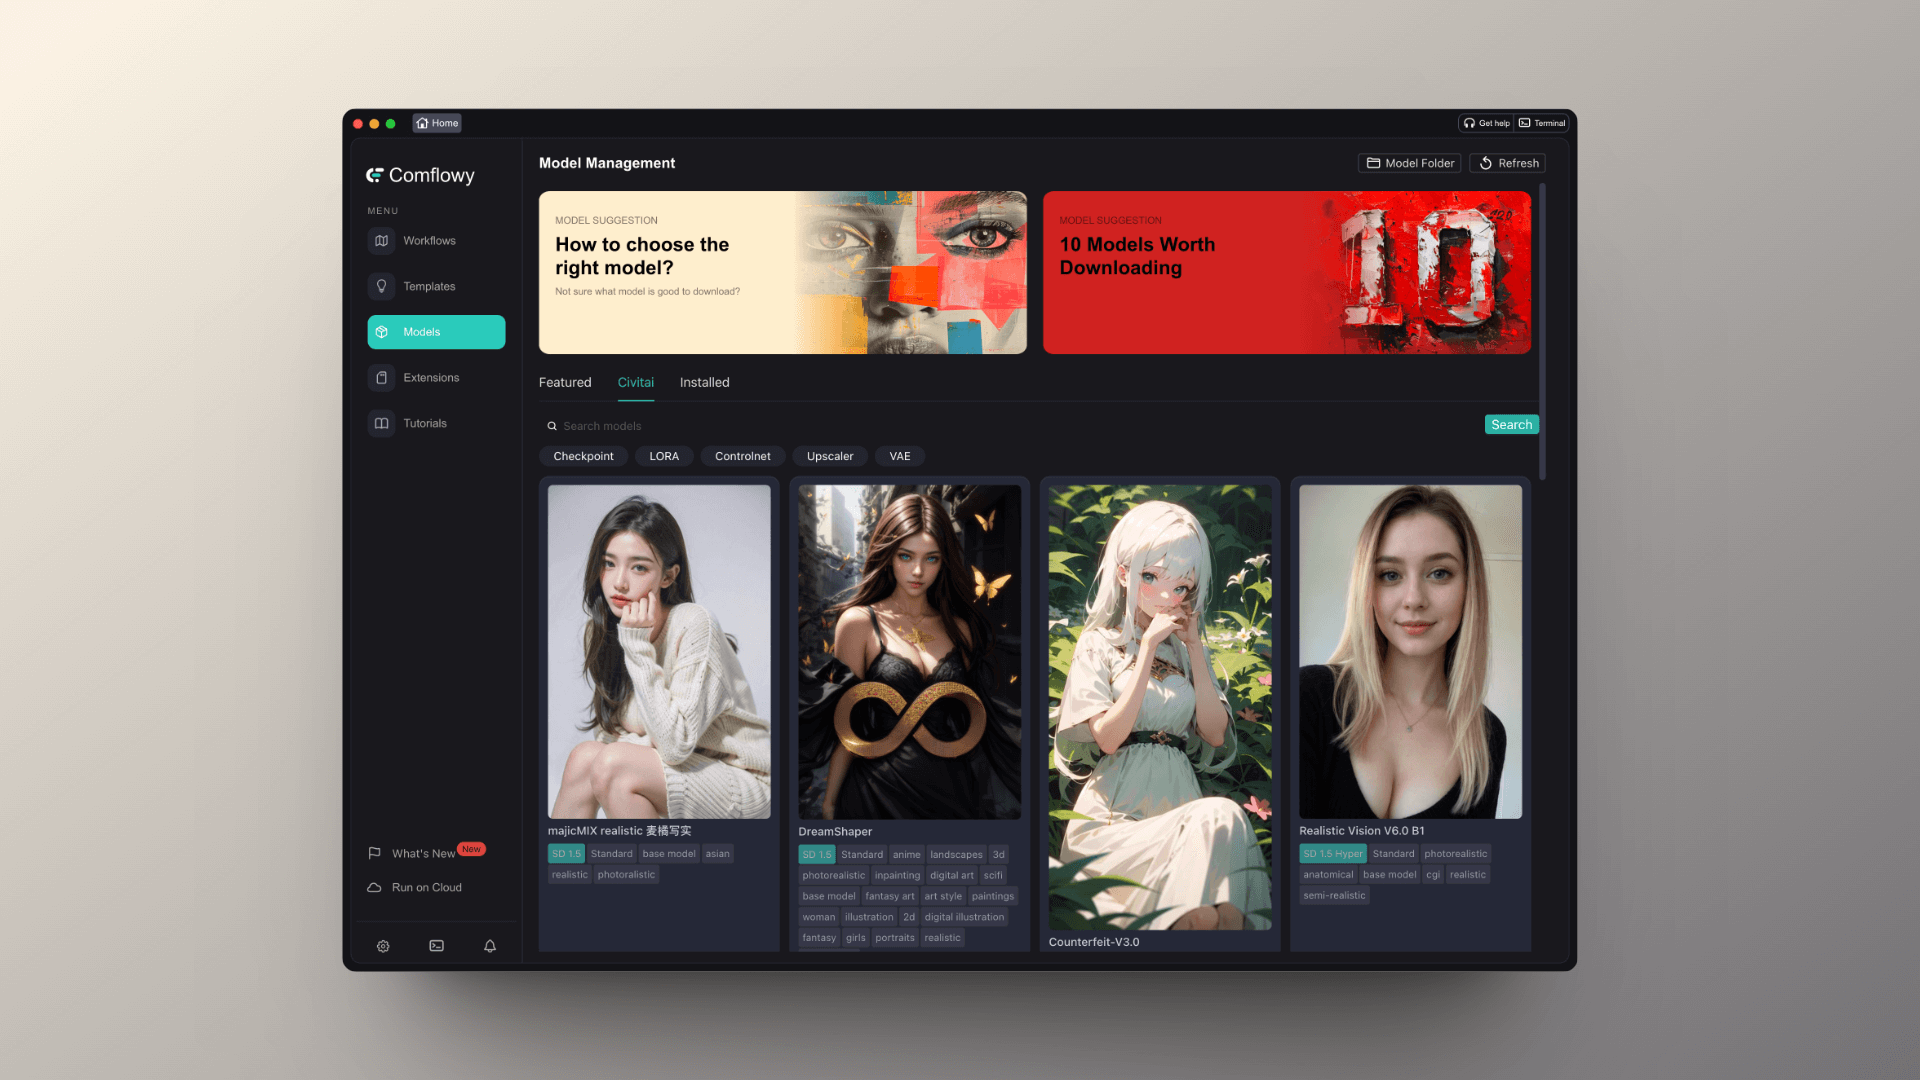 Home
Get help
Terminal
Comflowy
MENU
Workflows
Templates
Models
Extensions
Tutorials
What's New
New
Run on Cloud
Model Management
Model Folder
Refresh
MODEL SUGGESTION
How to choose the
right model?
Not sure what model is good to download?
MODEL SUGGESTION
10 Models Worth
Downloading
10
Featured
Civitai
Installed
Search models
Search
Checkpoint
LORA
Controlnet
Upscaler
VAE
majicMIX realistic 麦橘写实
SD 1.5 Standard base model asian
realistic photoralistic
DreamShaper
SD 1.5 Standard anime landscapes 3d
photorealistic inpainting digital art scifi
base model fantasy art art style paintings
woman illustration 2d digital illustration
fantasy girls portraits realistic
Counterfeit-V3.0
Realistic Vision V6.0 B1
SD 1.5 Hyper Standard photorealistic
anatomical base model cgi realistic
semi-realistic